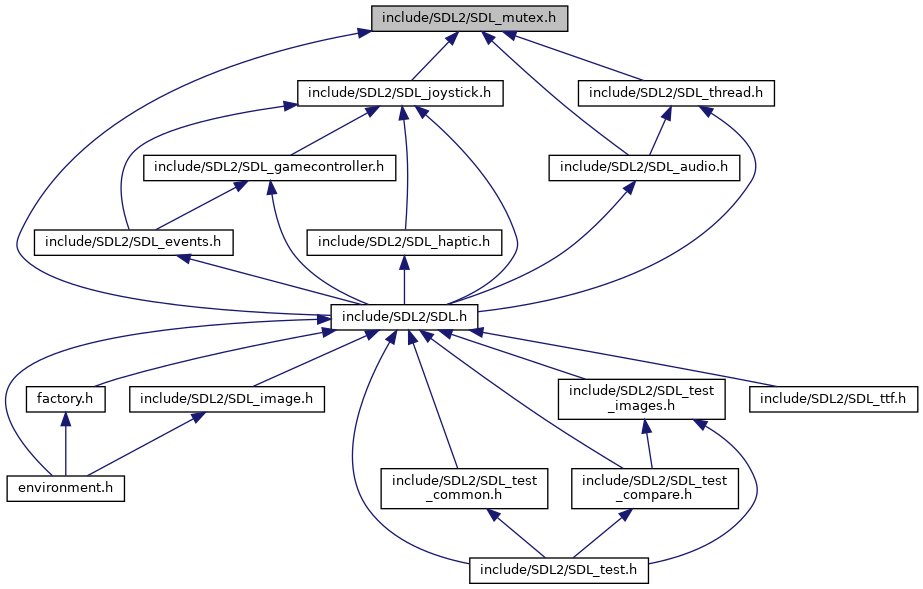 include/SDL2/SDL_mutex.h
include/SDL2/SDL_joystick.h
include/SDL2/SDL_thread.h
include/SDL2/SDL_gamecontroller.h
include/SDL2/SDL_audio.h
include/SDL2/SDL_events.h
include/SDL2/SDL_haptic.h
include/SDL2/SDL.h
factory.h
include/SDL2/SDL_image.h
include/SDL2/SDL_test
_images.h
include/SDL2/SDL_ttf.h
environment.h
include/SDL2/SDL_test
_common.h
include/SDL2/SDL_test
_compare.h
include/SDL2/SDL_test.h